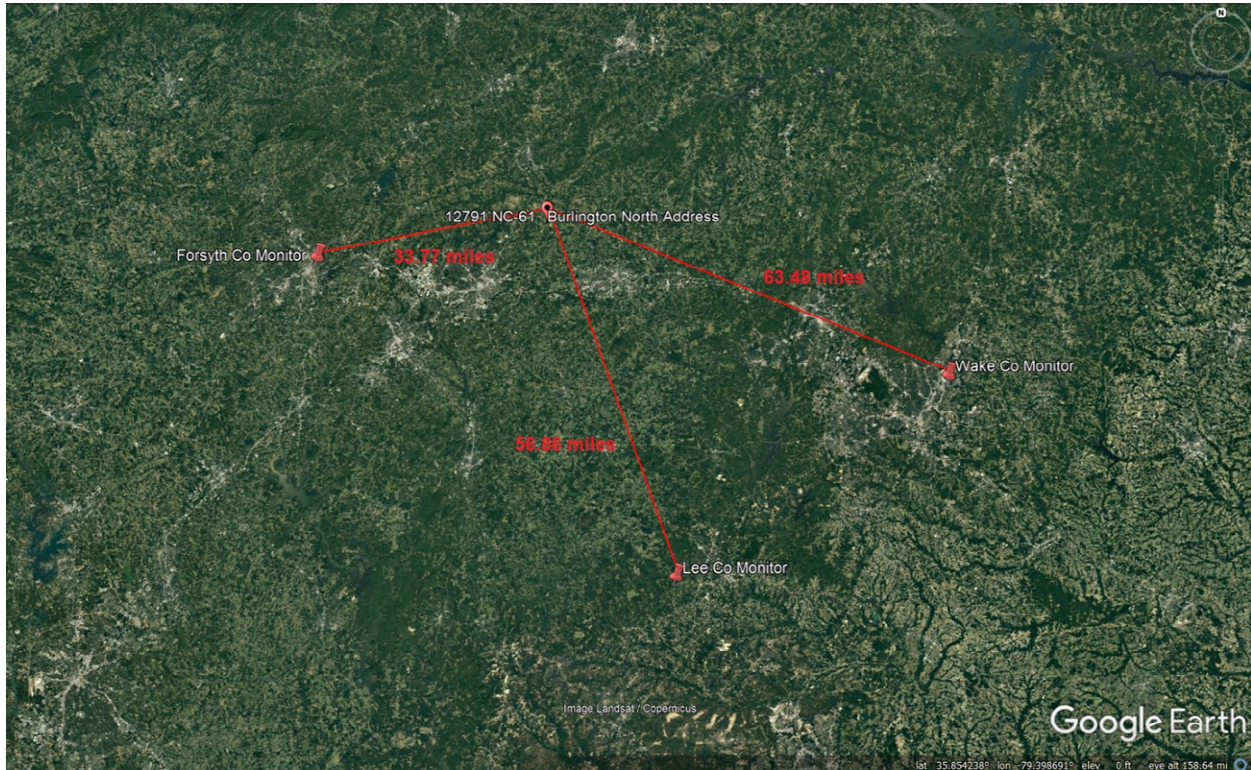 N
12791 NC-61 , Burlington North Address
Forsyth Co Monitor
33.77 miles
63.48 miles
Wake Co Monitor
56.86 miles
Lee Co Monitor
Image Landsat / Copernicus
Google Earth
lat 35.854238° lon -79.398691° elev 0 ft eye alt 158.64 mi